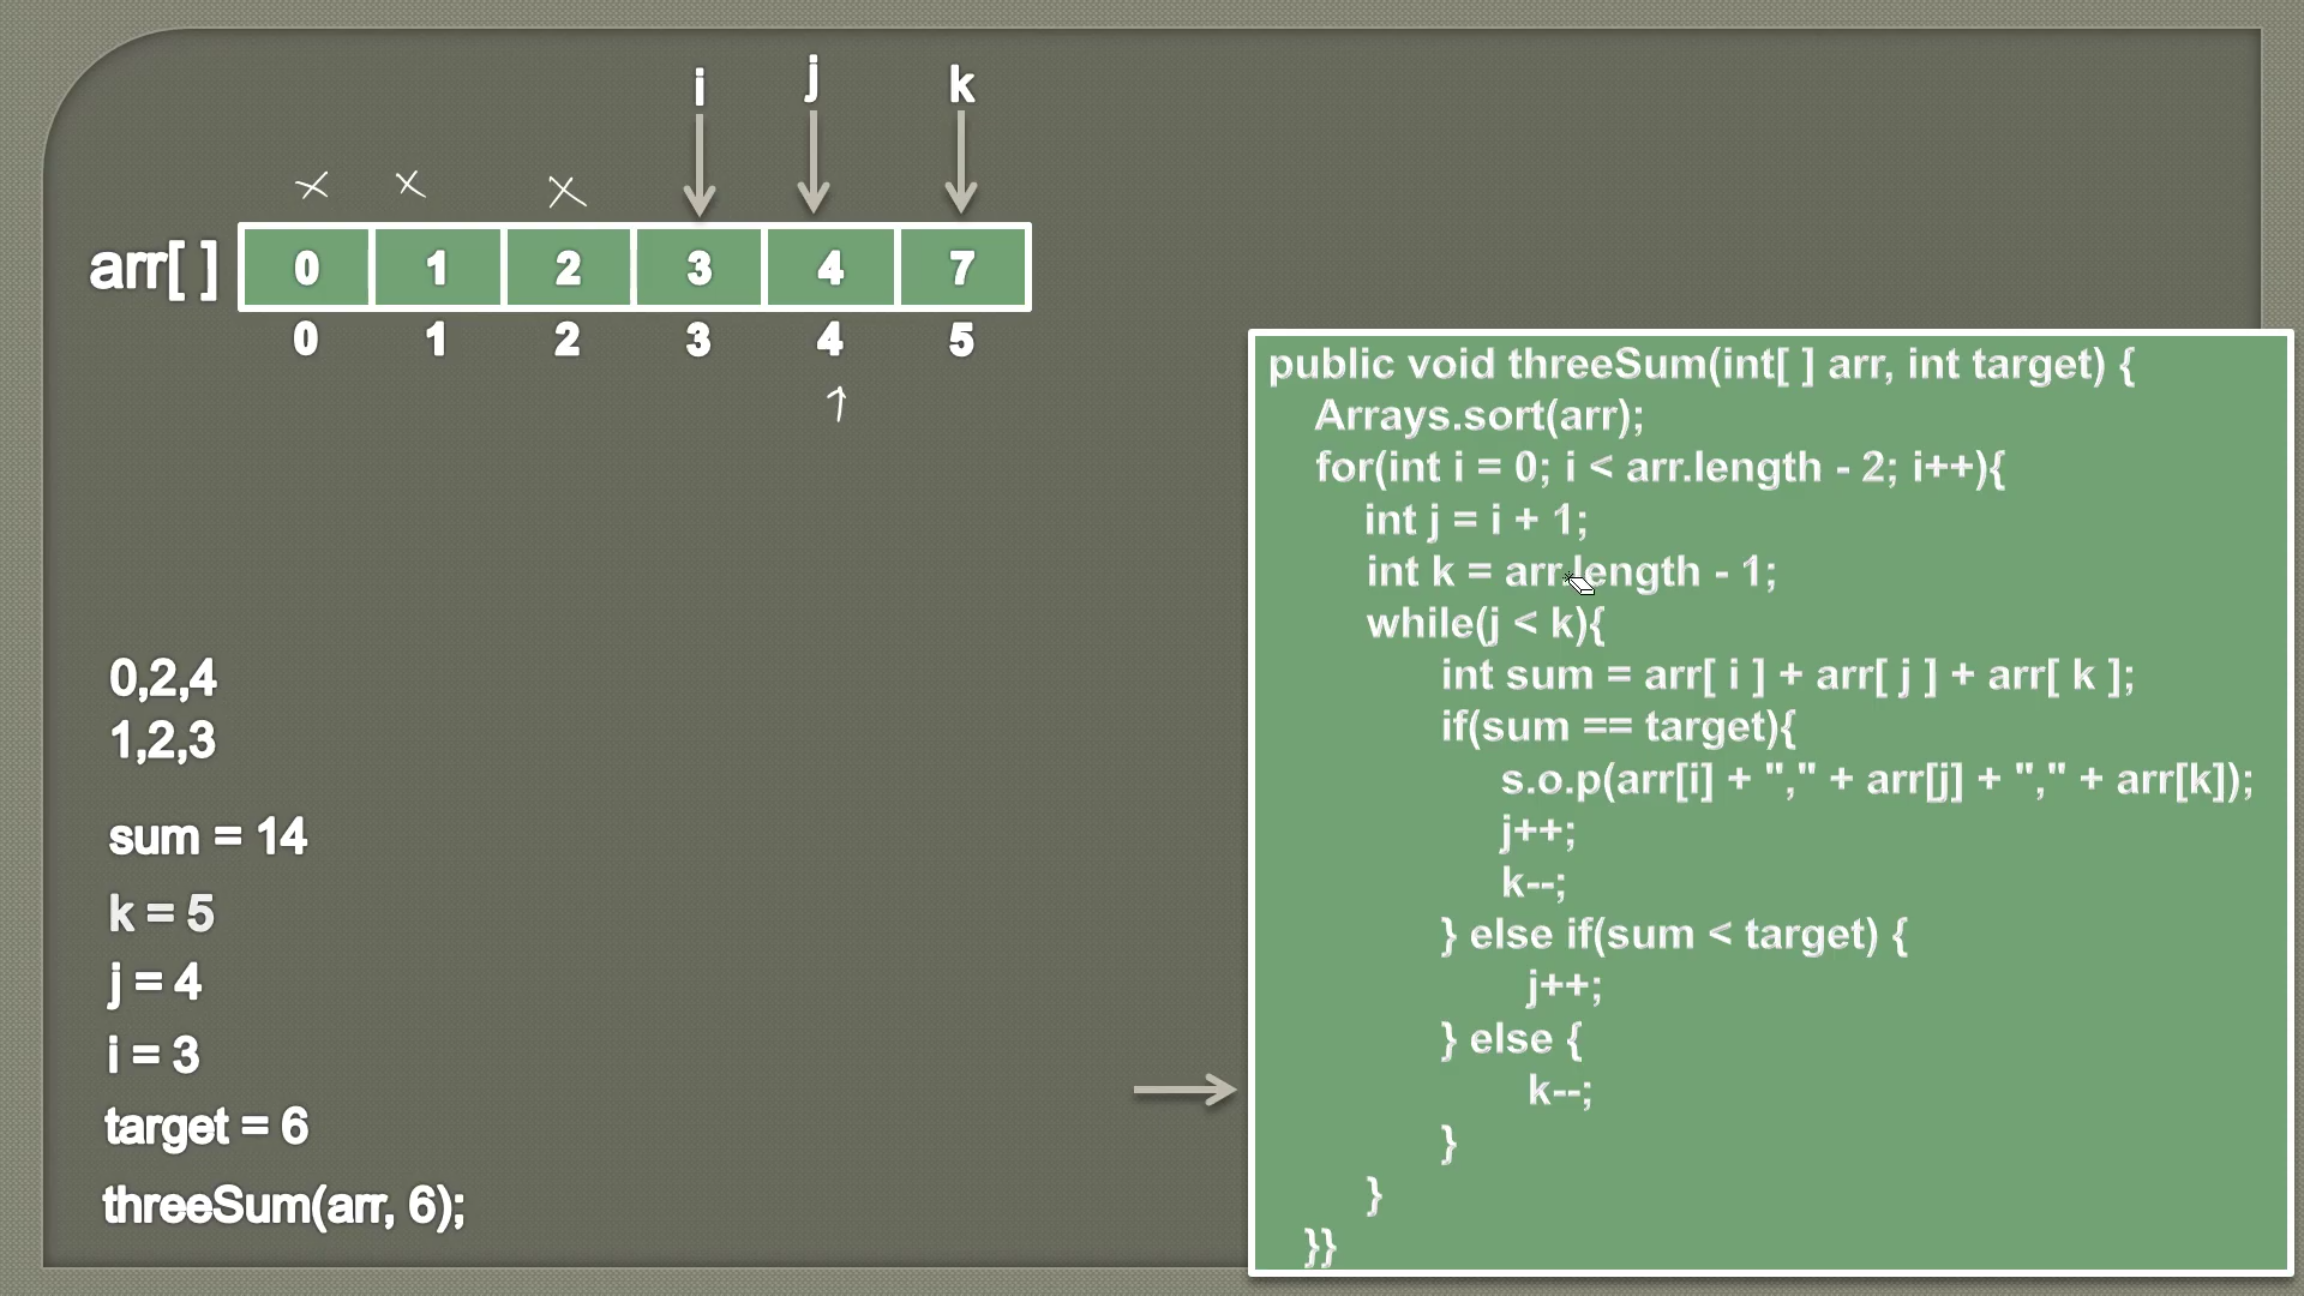 i j k
arr[ ] 0 1 2 3 4 7
0 1 2 3 4 5
0,2,4
1,2,3
sum = 14
k = 5
j = 4
i = 3
target = 6
threeSum(arr, 6);
public void threeSum(int[ ] arr, int target) {
Arrays.sort(arr);
for(int i = 0; i < arr.length - 2; i++){
int j = i + 1;
int k = arr.length - 1;
while(j < k){
int sum = arr[ i ] + arr[ j ] + arr[ k ];
if(sum == target){
s.o.p(arr[i] + "," + arr[j] + "," + arr[k]);
j++;
k--;
} else if(sum < target) {
j++;
} else {
k--;
}
}
}}